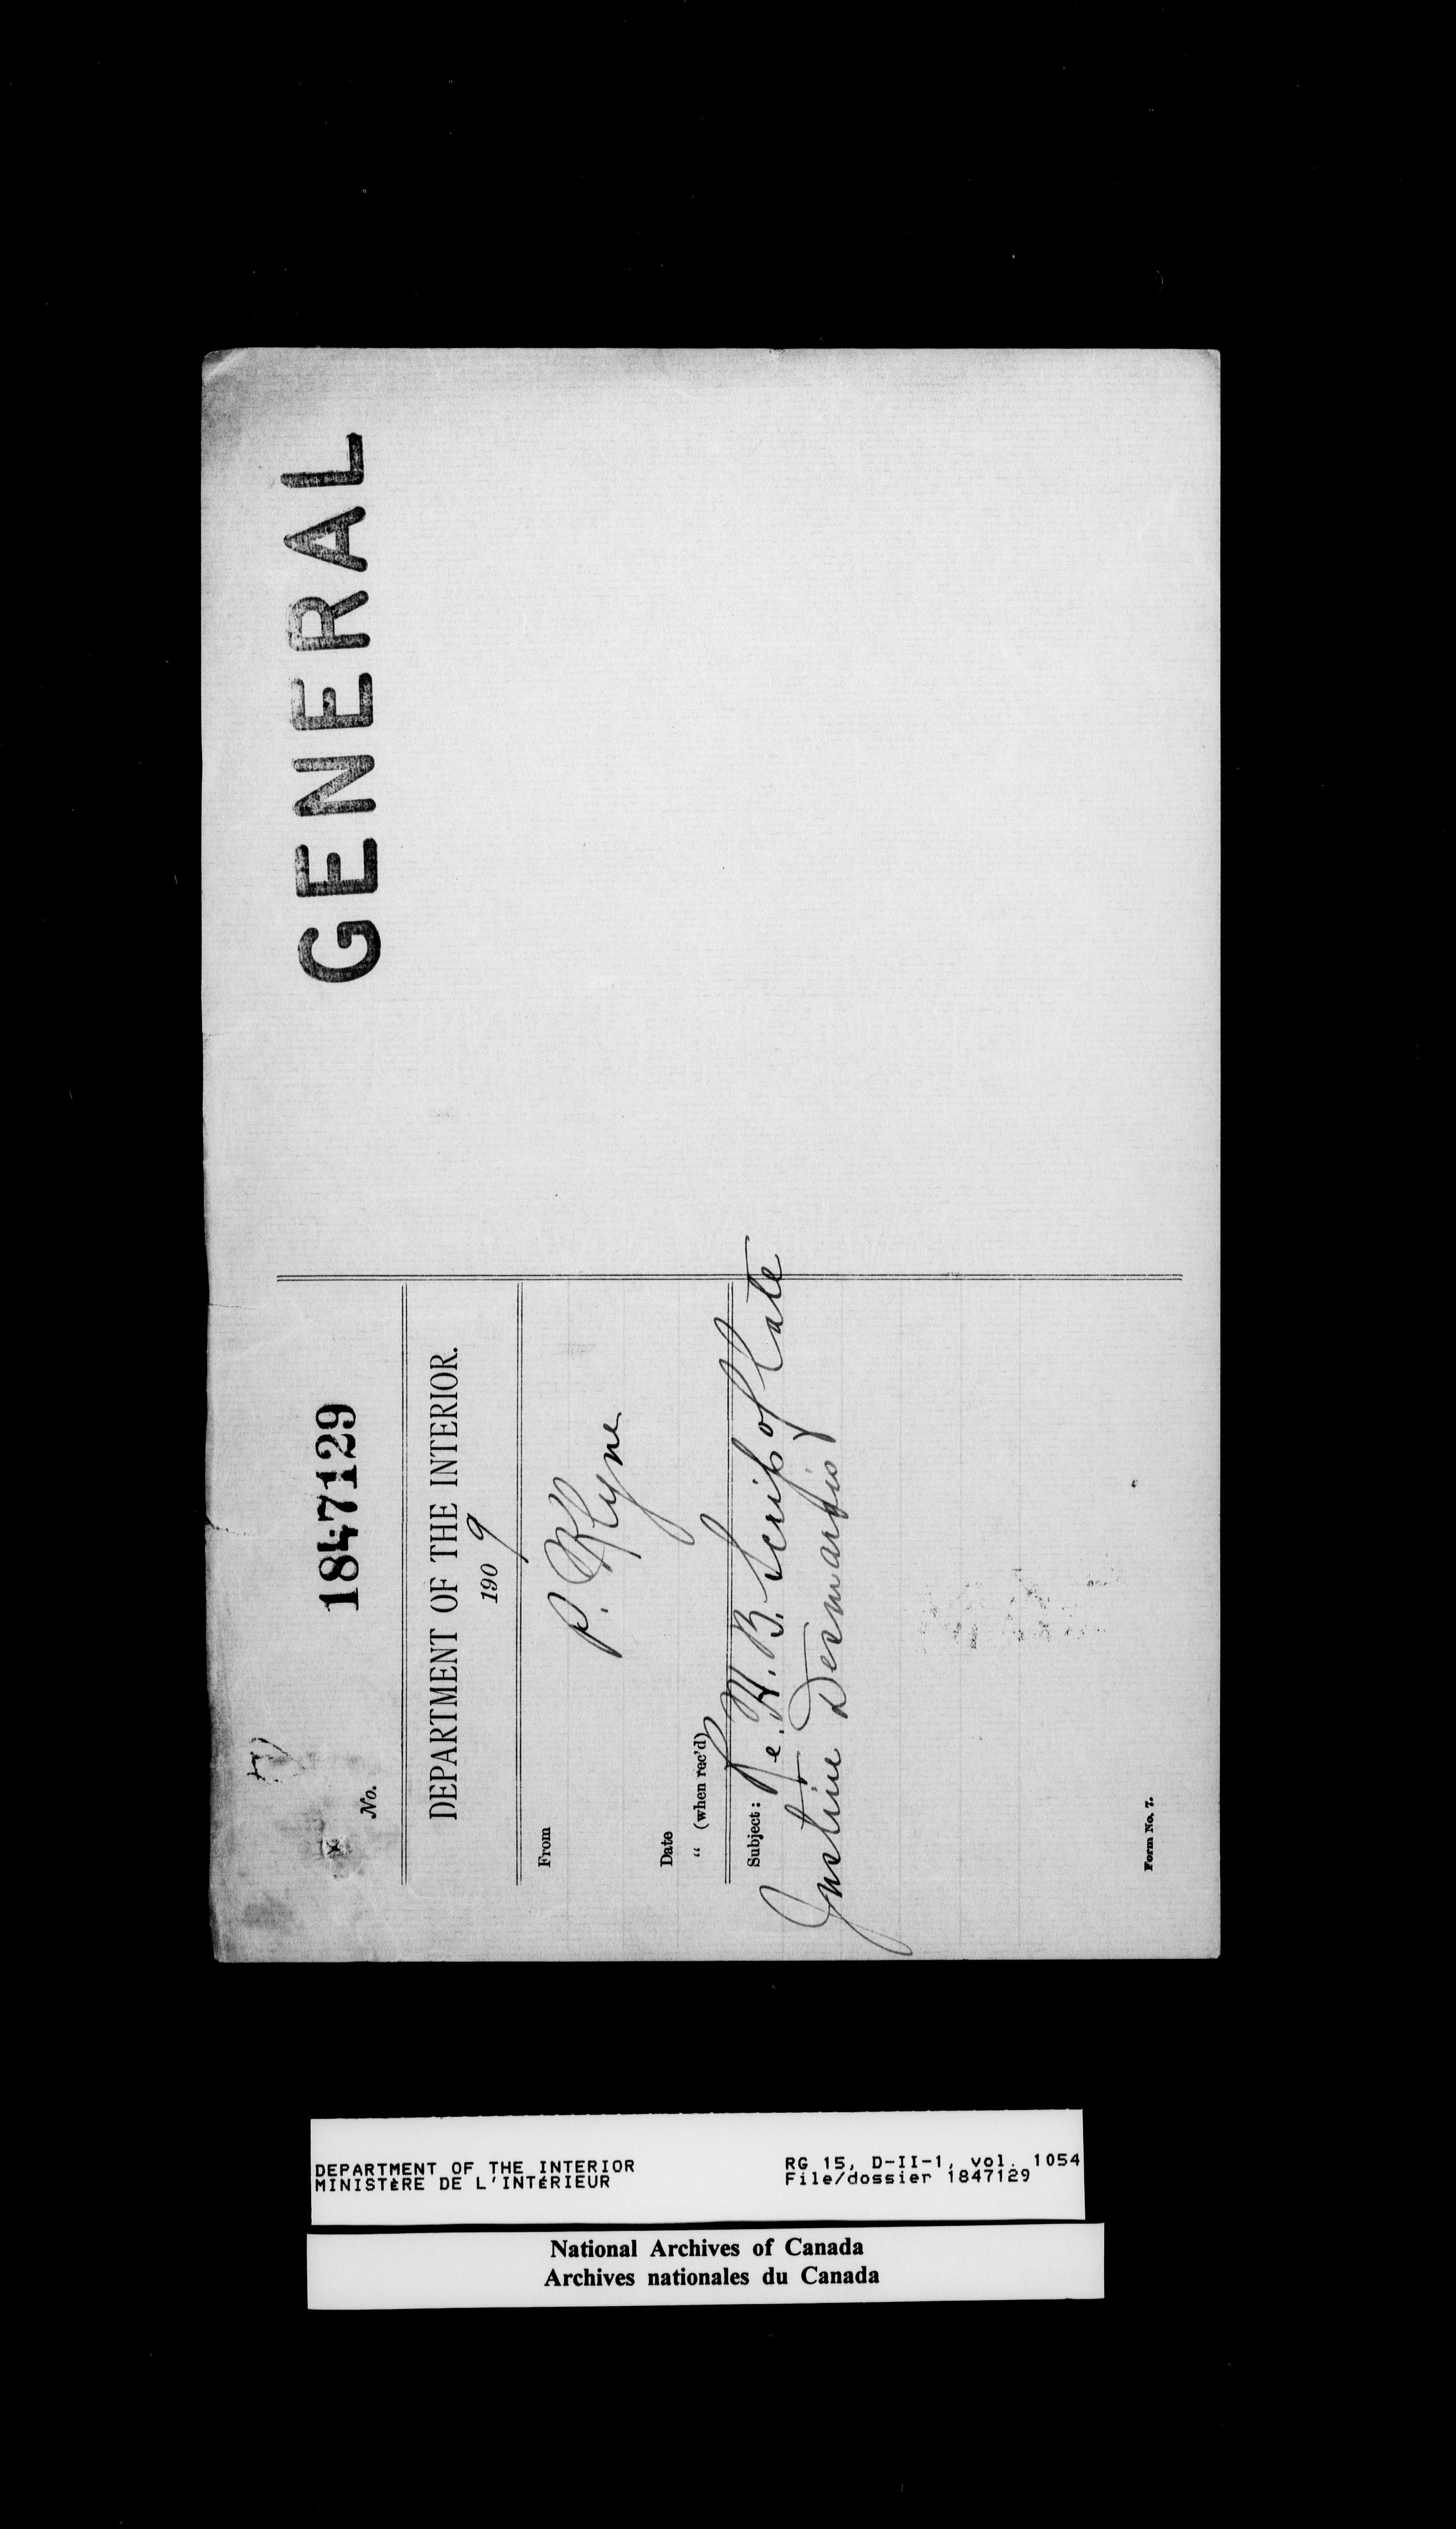 GENERAL
1847129
No.
DEPARTMENT OF THE INTERIOR.
1909
From
P. Klyne
Date
" (when rec'd)
Subject: Re. H. B. Scrip of late
Justine Desmarais
Form No. 7.
DEPARTMENT OF THE INTERIOR
MINISTÈRE DE L'INTÉRIEUR
RG 15, D-II-1, vol. 1054
File/dossier 1847129
National Archives of Canada
Archives nationales du Canada